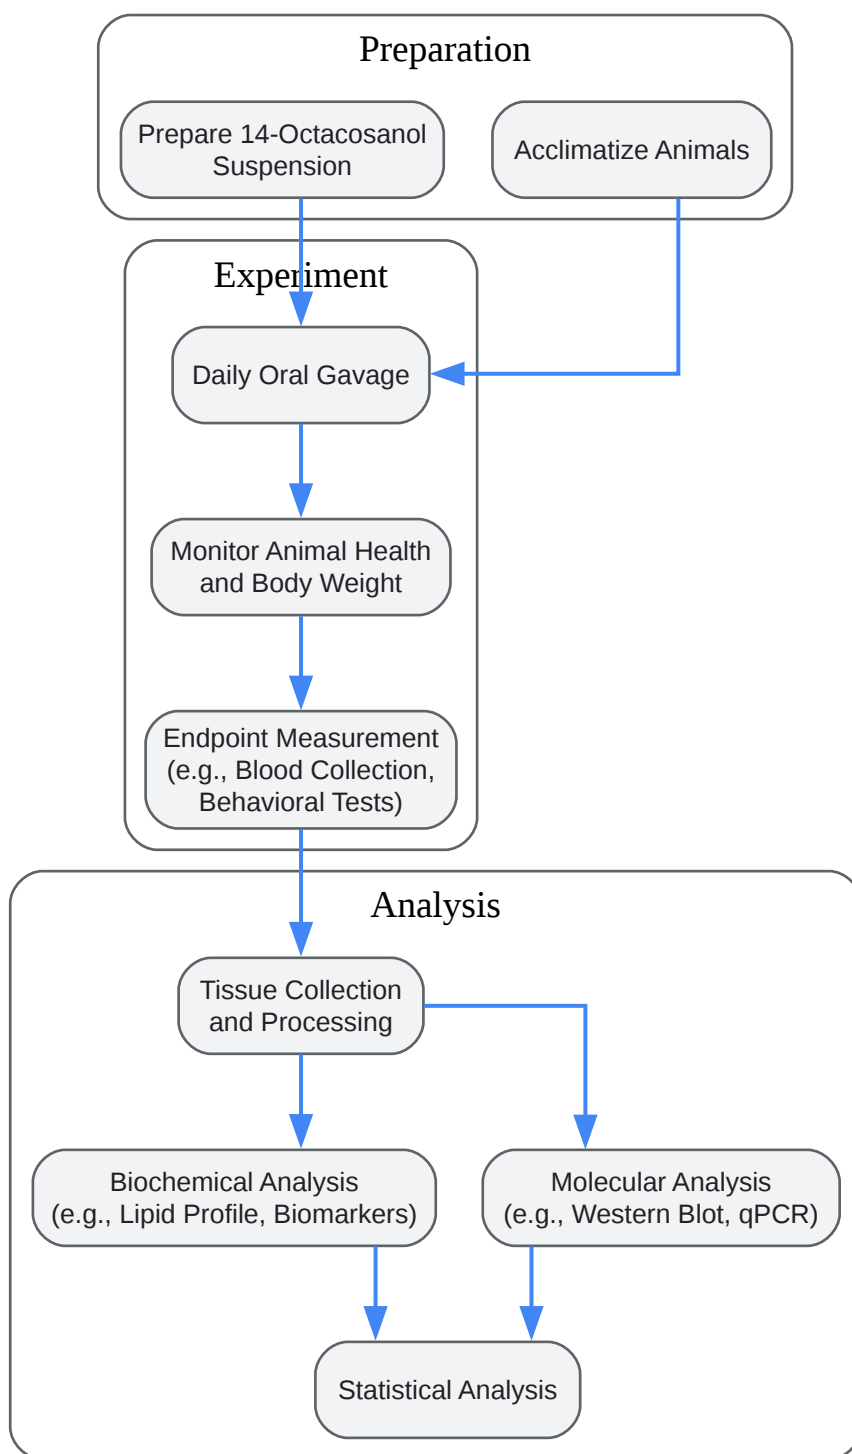 Preparation
Prepare 14-Octacosanol
Suspension
Acclimatize Animals
Experiment
Daily Oral Gavage
Monitor Animal Health
and Body Weight
Endpoint Measurement
(e.g., Blood Collection,
Behavioral Tests)
Analysis
Tissue Collection
and Processing
Biochemical Analysis
(e.g., Lipid Profile, Biomarkers)
Molecular Analysis
(e.g., Western Blot, qPCR)
Statistical Analysis